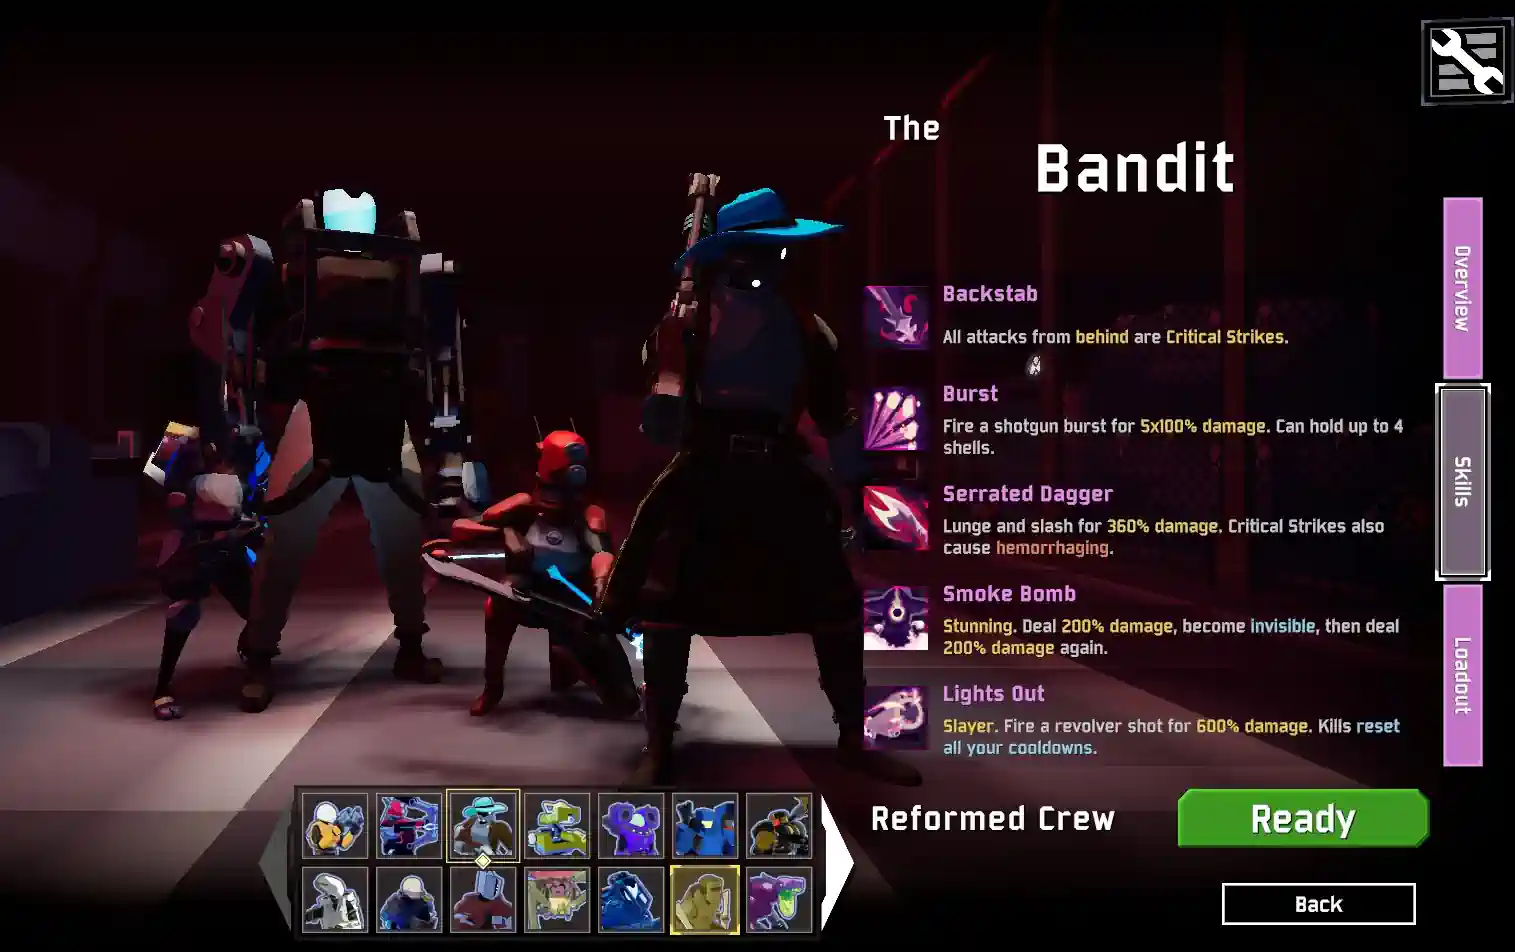 The
Bandit
Backstab
All attacks from behind are Critical Strikes.
Burst
Fire a shotgun burst for 5x100% damage. Can hold up to 4
shells.
Serrated Dagger
Lunge and slash for 360% damage. Critical Strikes also
cause hemorrhaging.
Smoke Bomb
Stunning. Deal 200% damage, become invisible, then deal
200% damage again.
Lights Out
Slayer. Fire a revolver shot for 600% damage. Kills reset
all your cooldowns.
Overview
Skills
Loadout
Reformed Crew
Ready
Back